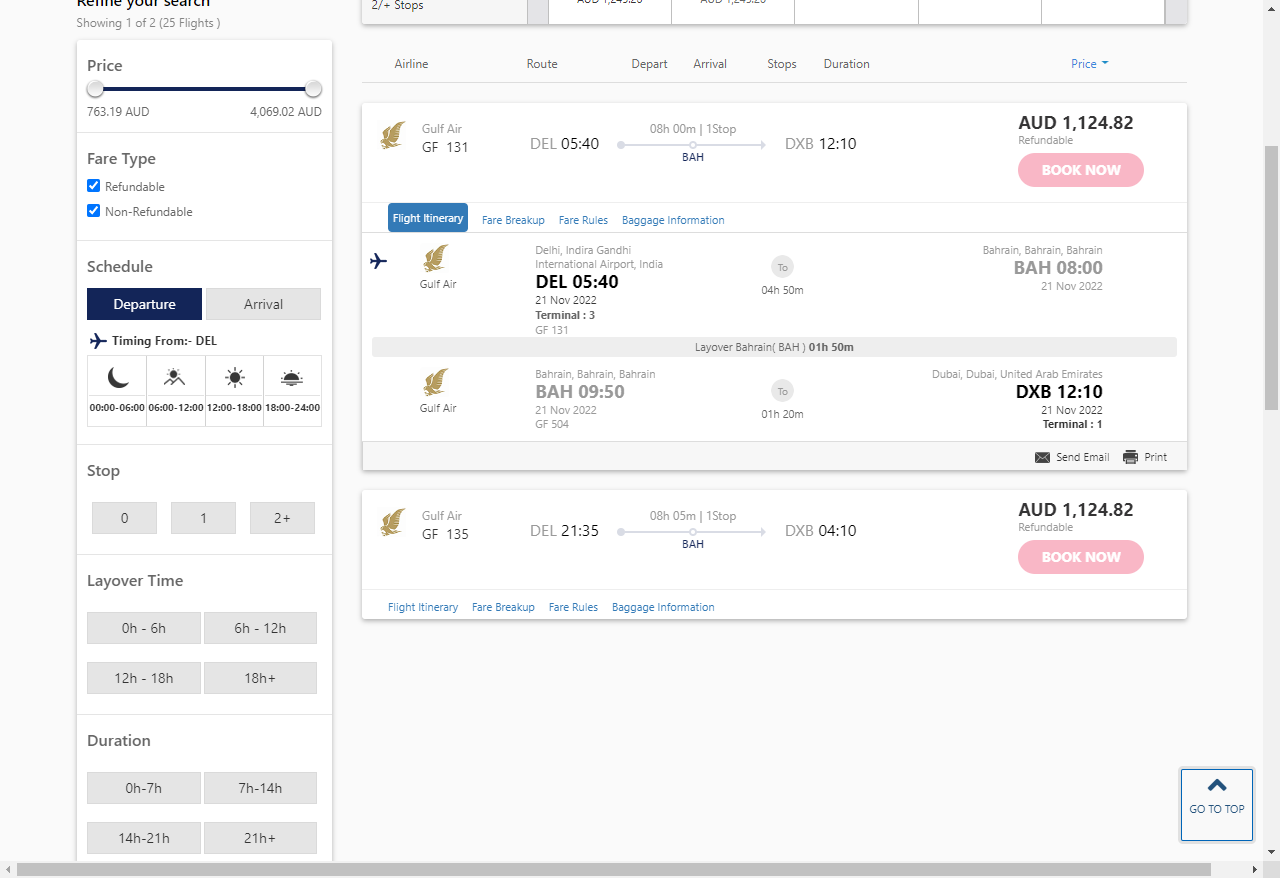 Refine your search
Showing 1 of 2 (25 Flights )
2/+ Stops
AUD 1,249.20
AUD 1,249.20
Price
763.19 AUD 4,069.02 AUD
Fare Type
Refundable
Non-Refundable
Schedule
Departure Arrival
Timing From:- DEL
00:00-06:00 06:00-12:00 12:00-18:00 18:00-24:00
Stop
0 1 2+
Layover Time
0h - 6h 6h - 12h
12h - 18h 18h+
Duration
0h-7h 7h-14h
14h-21h 21h+
Airline Route Depart Arrival Stops Duration Price
Gulf Air
GF 131
DEL 05:40
08h 00m | 1Stop
BAH
DXB 12:10
AUD 1,124.82
Refundable
BOOK NOW
Flight Itinerary Fare Breakup Fare Rules Baggage Information
Gulf Air
Delhi, Indira Gandhi
International Airport, India
DEL 05:40
21 Nov 2022
Terminal : 3
GF 131
To
04h 50m
Bahrain, Bahrain, Bahrain
BAH 08:00
21 Nov 2022
Layover Bahrain( BAH ) 01h 50m
Gulf Air
Bahrain, Bahrain, Bahrain
BAH 09:50
21 Nov 2022
GF 504
To
01h 20m
Dubai, Dubai, United Arab Emirates
DXB 12:10
21 Nov 2022
Terminal : 1
Send Email Print
Gulf Air
GF 135
DEL 21:35
08h 05m | 1Stop
BAH
DXB 04:10
AUD 1,124.82
Refundable
BOOK NOW
Flight Itinerary Fare Breakup Fare Rules Baggage Information
GO TO TOP